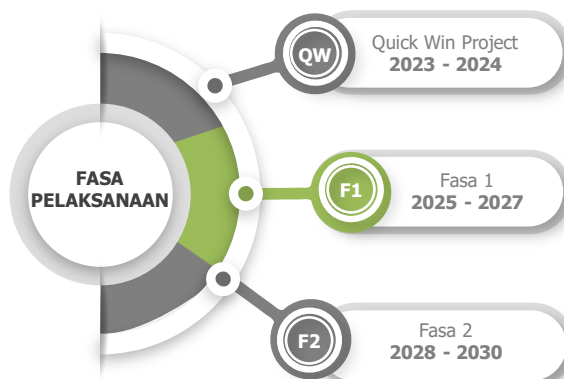 QW
Quick Win Project
2023 - 2024
FASA
PELAKSANAAN
F1
Fasa 1
2025 - 2027
F2
Fasa 2
2028 - 2030